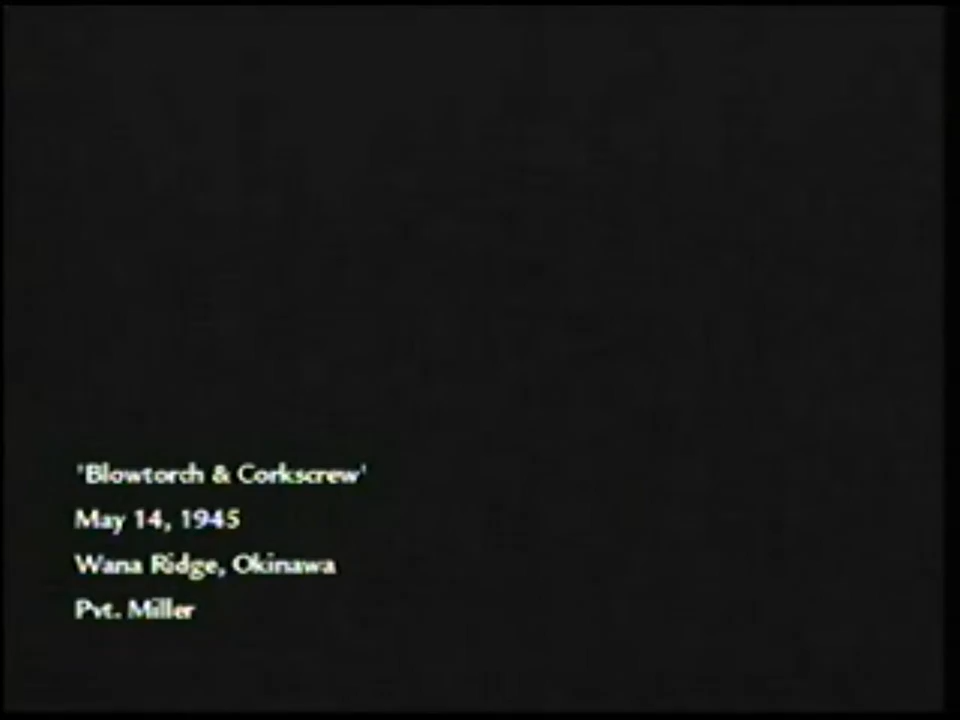 'Blowtorch & Corkscrew'
May 14, 1945
Wana Ridge, Okinawa
Pvt. Miller